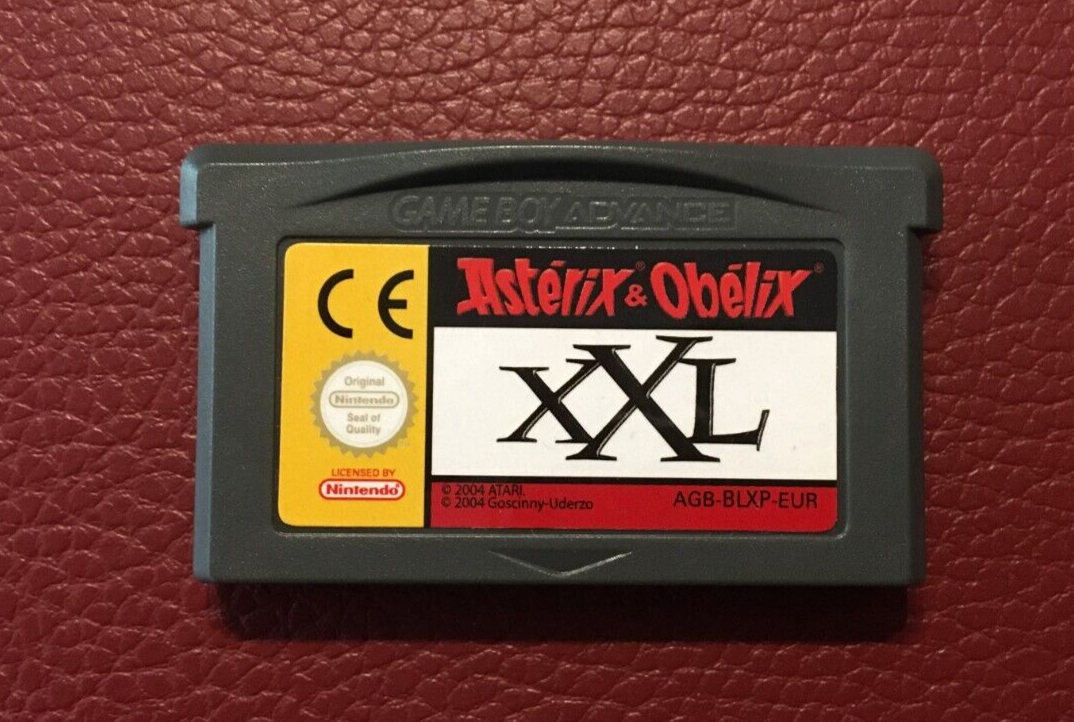 GAME BOY ADVANCE
CE
Astérix® & Obélix®
XXL
Original
Nintendo
Seal of
Quality
LICENSED BY
Nintendo®
© 2004 ATARI.
© 2004 Goscinny-Uderzo
AGB-BLXP-EUR